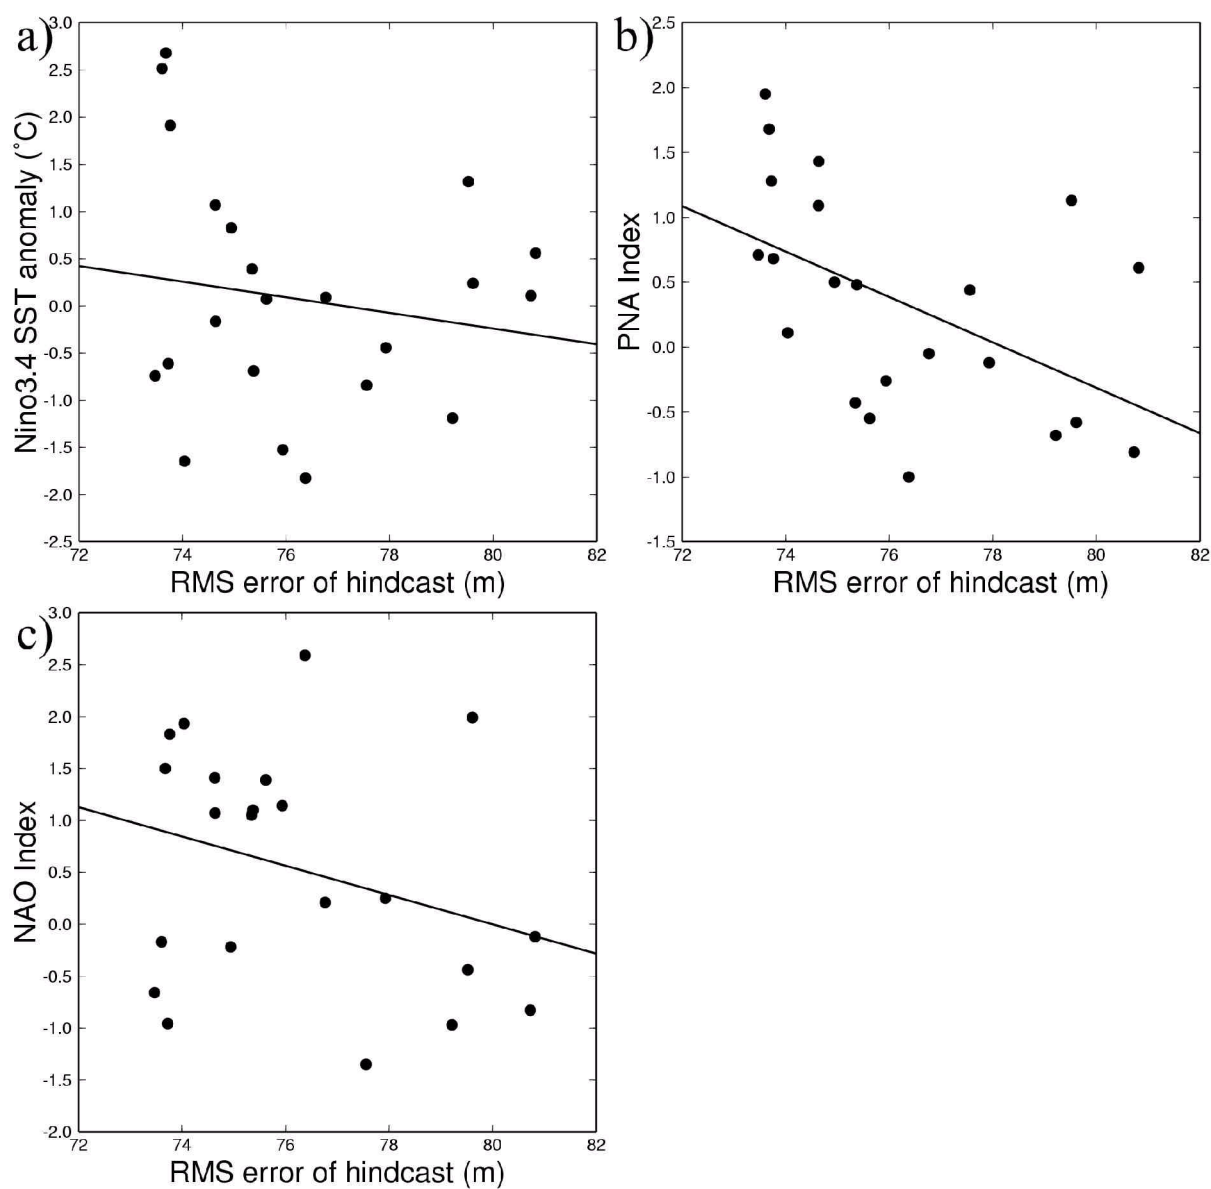 a)
3.0
2.5
2.0
1.5
1.0
0.5
0.0
-0.5
-1.0
-1.5
-2.0
-2.5
Nino3.4 SST anomaly (˚C)
72 74 76 78 80 82
RMS error of hindcast (m)
b)
2.5
2.0
1.5
1.0
0.5
0.0
-0.5
-1.0
-1.5
PNA Index
72 74 76 78 80 82
RMS error of hindcast (m)
c)
3.0
2.5
2.0
1.5
1.0
0.5
0.0
-0.5
-1.0
-1.5
-2.0
NAO Index
72 74 76 78 80 82
RMS error of hindcast (m)